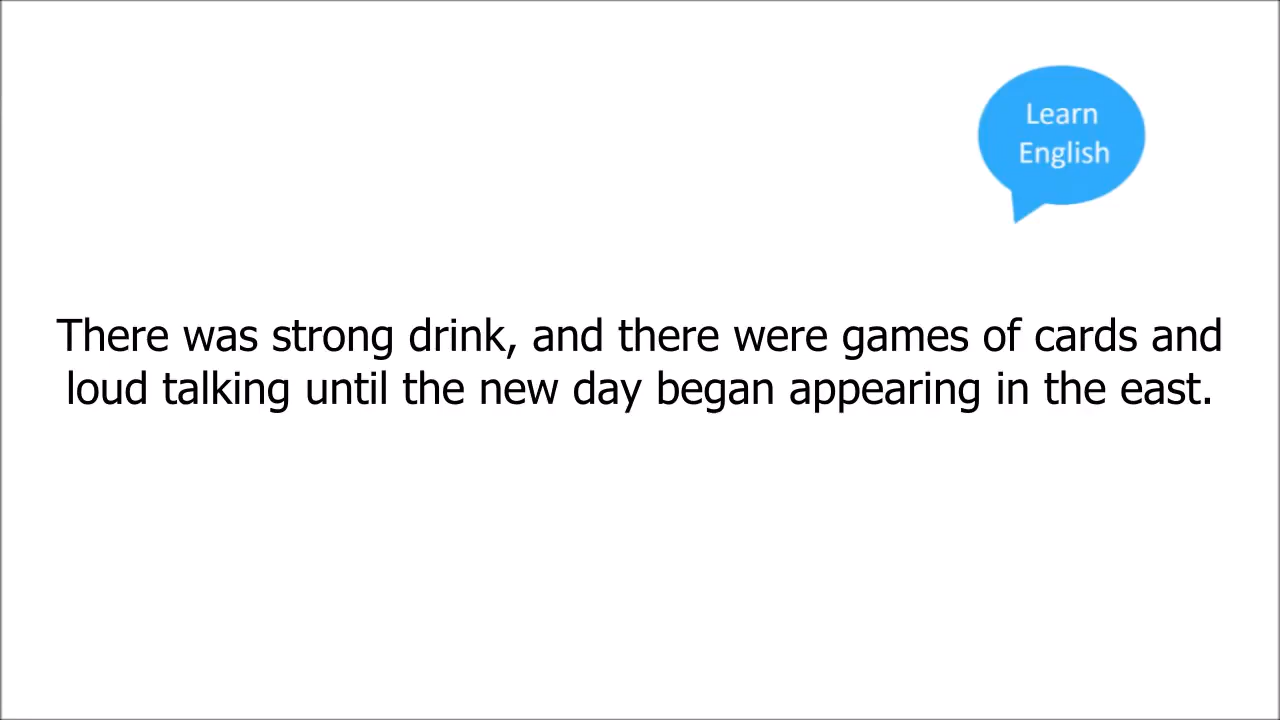 Learn
English
There was strong drink, and there were games of cards and
loud talking until the new day began appearing in the east.